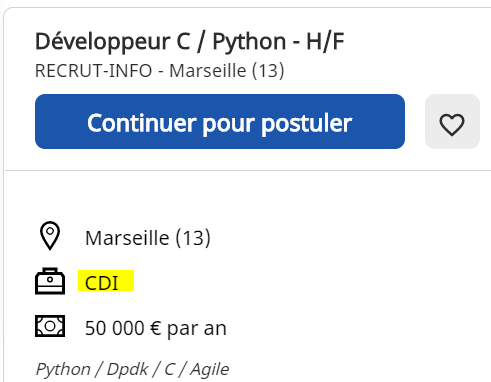 Développeur C / Python - H/F
RECRUT-INFO - Marseille (13)
Continuer pour postuler
Marseille (13)
CDI
50 000 € par an
Python / Dpdk / C / Agile